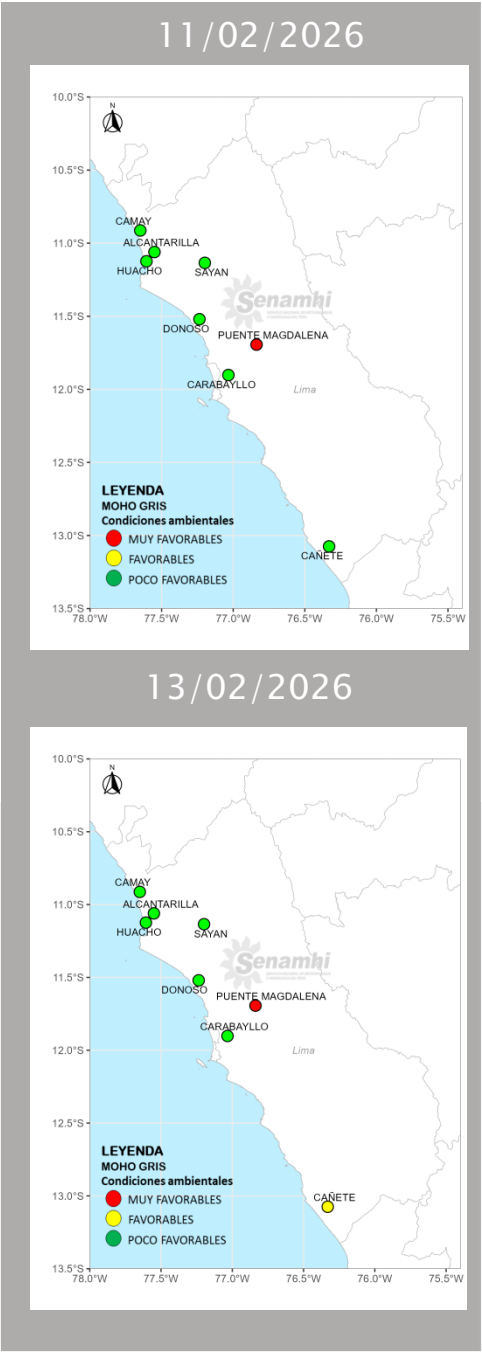 11/02/2026
10.0°S
N
10.5°S
CAMAY
11.0°S
ALCANTARILLA
HUACHO
SAYAN
Senamhi
11.5°S
DONOSO
PUENTE MAGDALENA
12.0°S
CARABAYLLO
Lima
12.5°S
LEYENDA
MOHO GRIS
Condiciones ambientales
13.0°S
MUY FAVORABLES
CAÑETE
FAVORABLES
POCO FAVORABLES
13.5°S
78.0°W 77.5°W 77.0°W 76.5°W 76.0°W 75.5°W
13/02/2026
10.0°S
N
10.5°S
CAMAY
11.0°S
ALCANTARILLA
HUACHO
SAYAN
Senamhi
11.5°S
DONOSO
PUENTE MAGDALENA
CARABAYLLO
12.0°S
Lima
12.5°S
LEYENDA
MOHO GRIS
Condiciones ambientales
13.0°S
CAÑETE
MUY FAVORABLES
FAVORABLES
POCO FAVORABLES
13.5°S
78.0°W 77.5°W 77.0°W 76.5°W 76.0°W 75.5°W